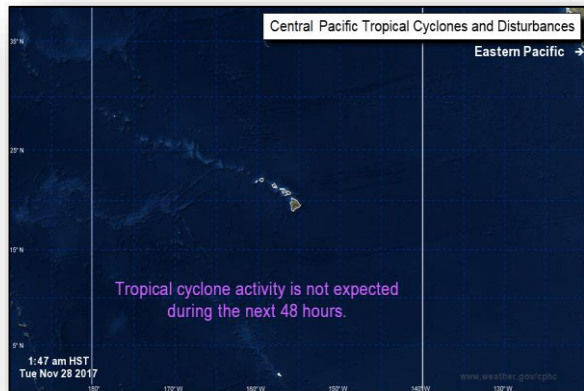 Central Pacific Tropical Cyclones and Disturbances
Eastern Pacific →
35° N
25° N
15° N
Tropical cyclone activity is not expected
during the next 48 hours.
5° N
1:47 am HST
Tue Nov 28 2017
www.weather.gov/cphc
180° 170° W 160° W 150° W 140° W 130° W